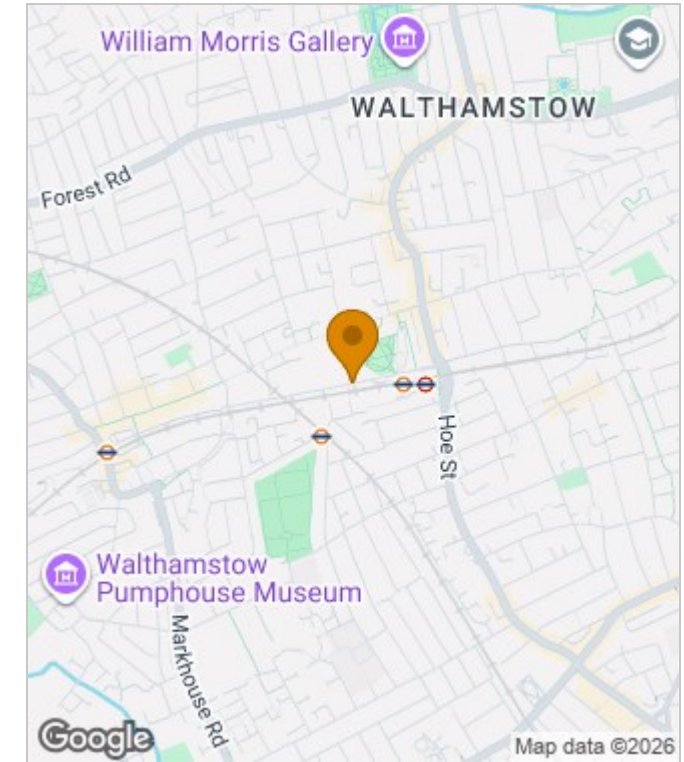 William Morris Gallery
WALTHAMSTOW
Forest Rd
Hoe St
Walthamstow
Pumphouse Museum
Markhouse Rd
Google
Map data ©2026